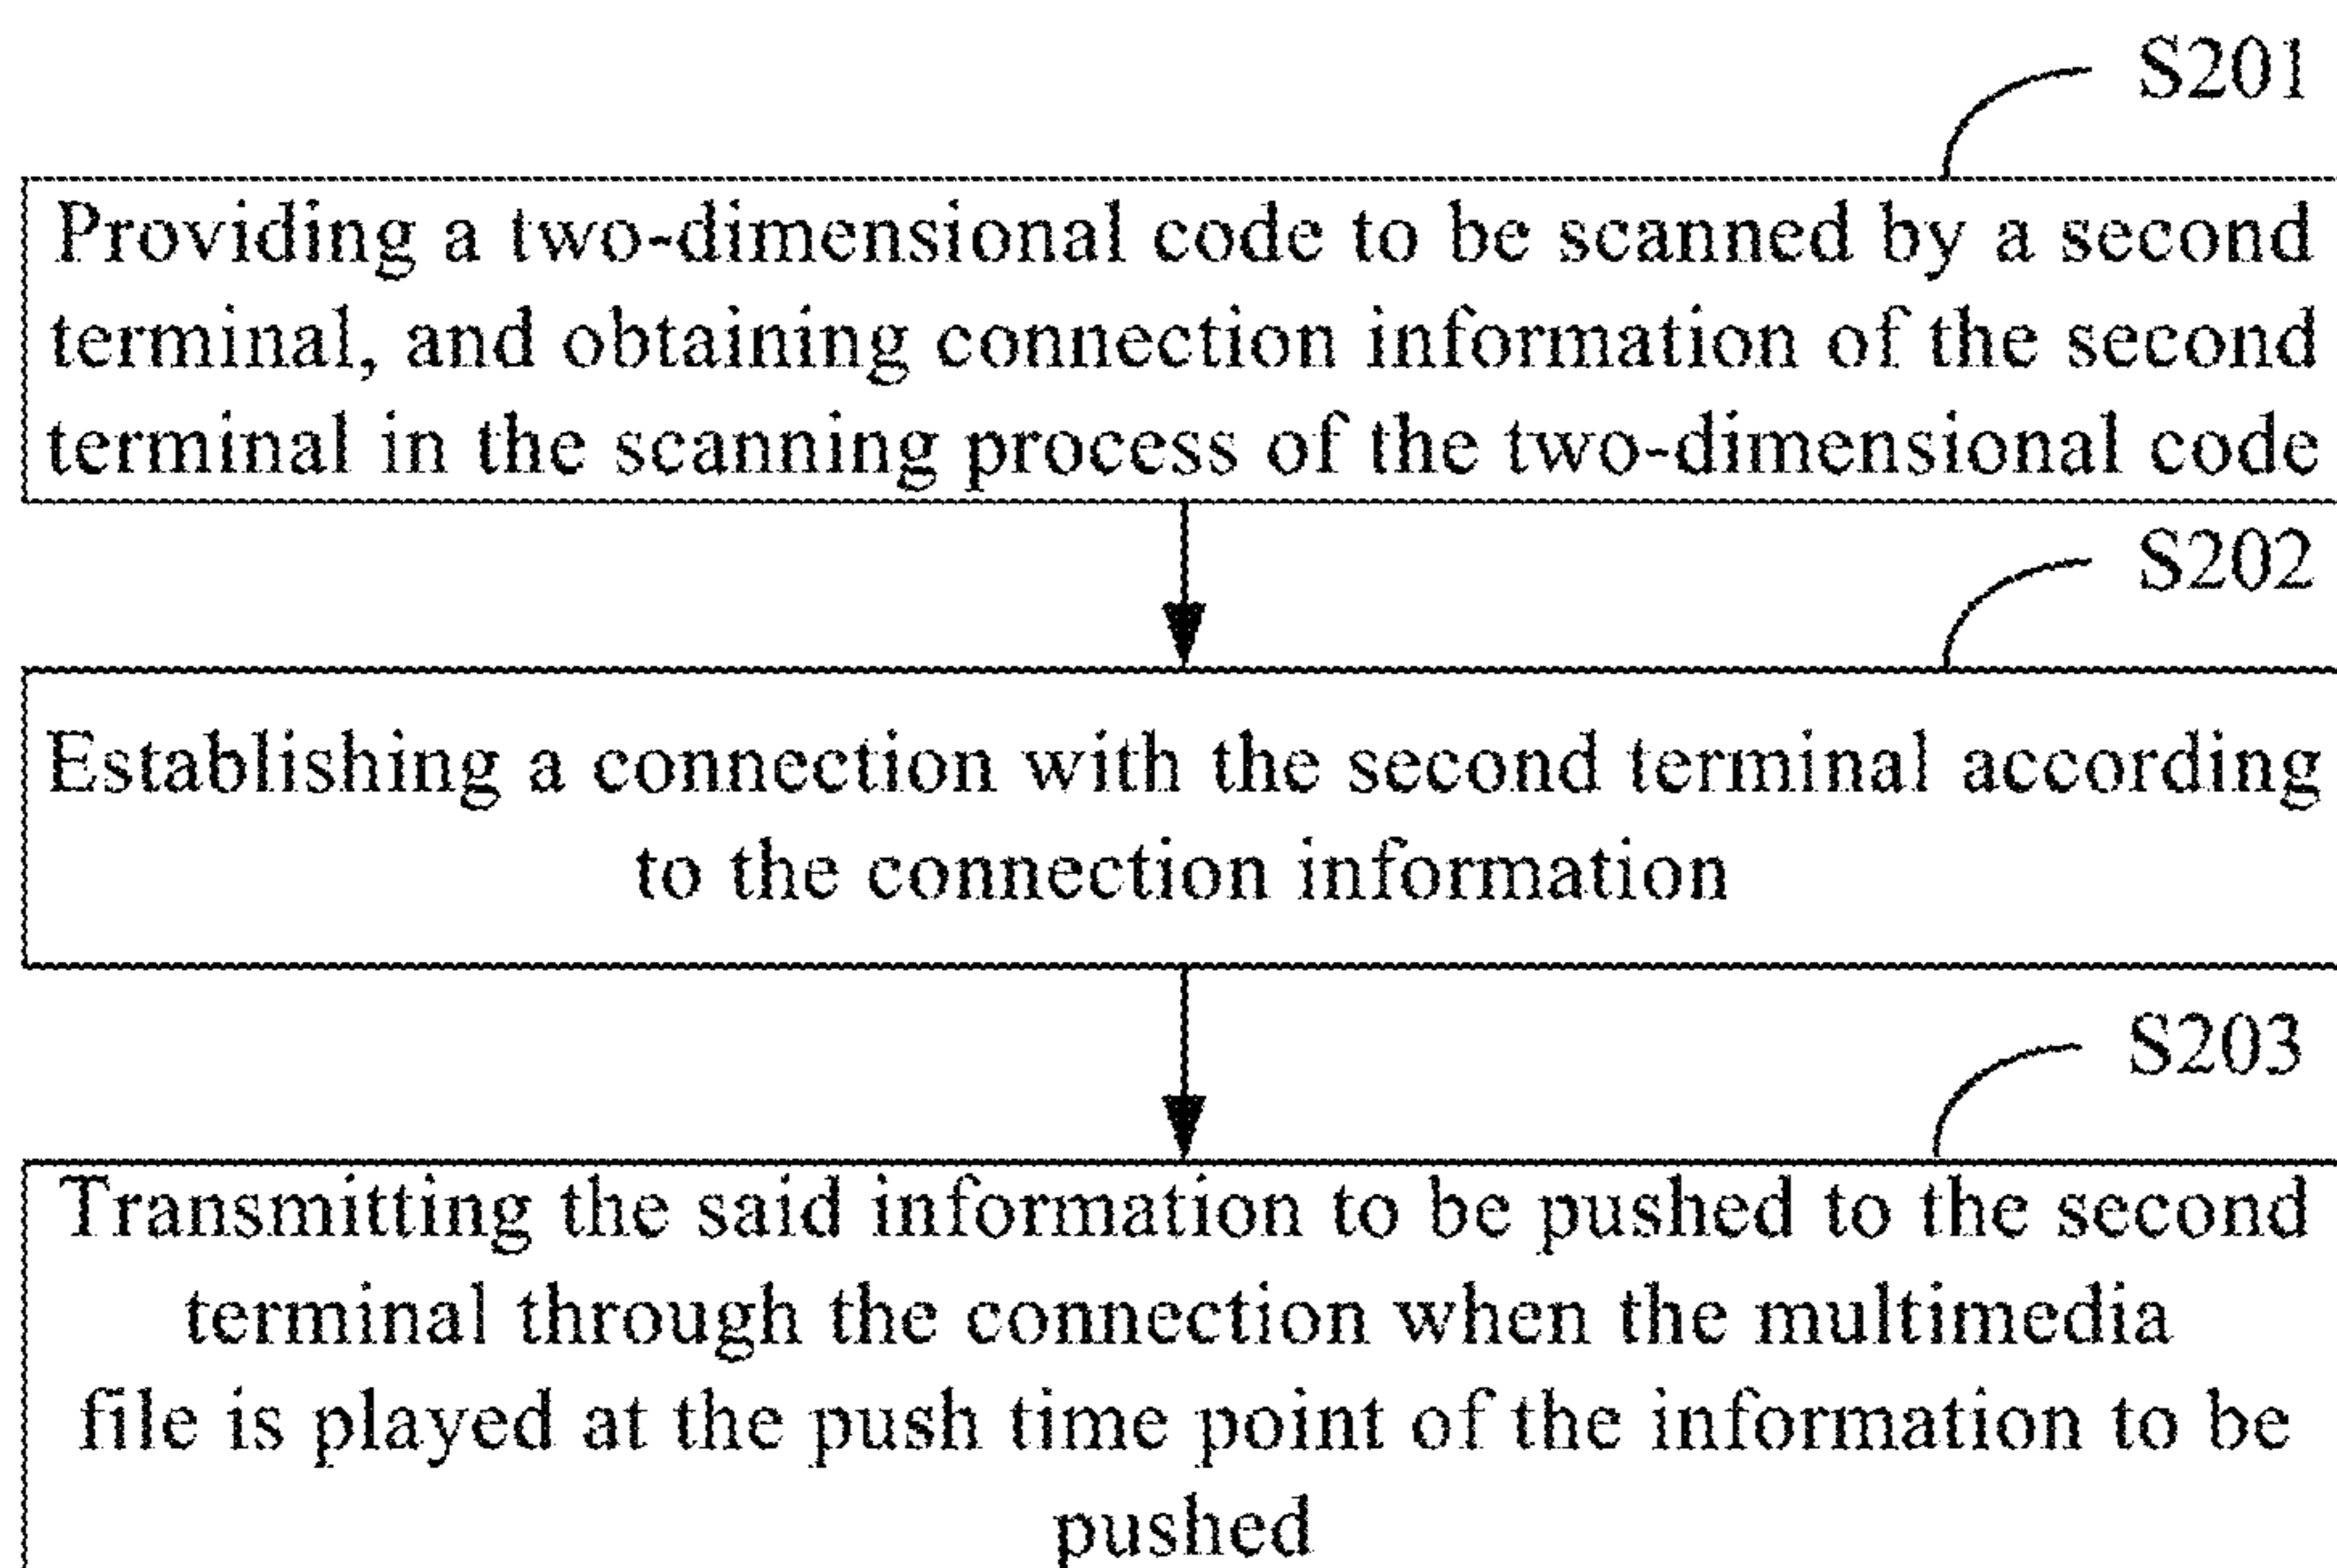 S201
Providing a two-dimensional code to be scanned by a second
terminal, and obtaining connection information of the second
terminal in the scanning process of the two-dimensional code
S202
Establishing a connection with the second terminal according
to the connection information
S203
Transmitting the said information to be pushed to the second
terminal through the connection when the multimedia
file is played at the push time point of the information to be
pushed